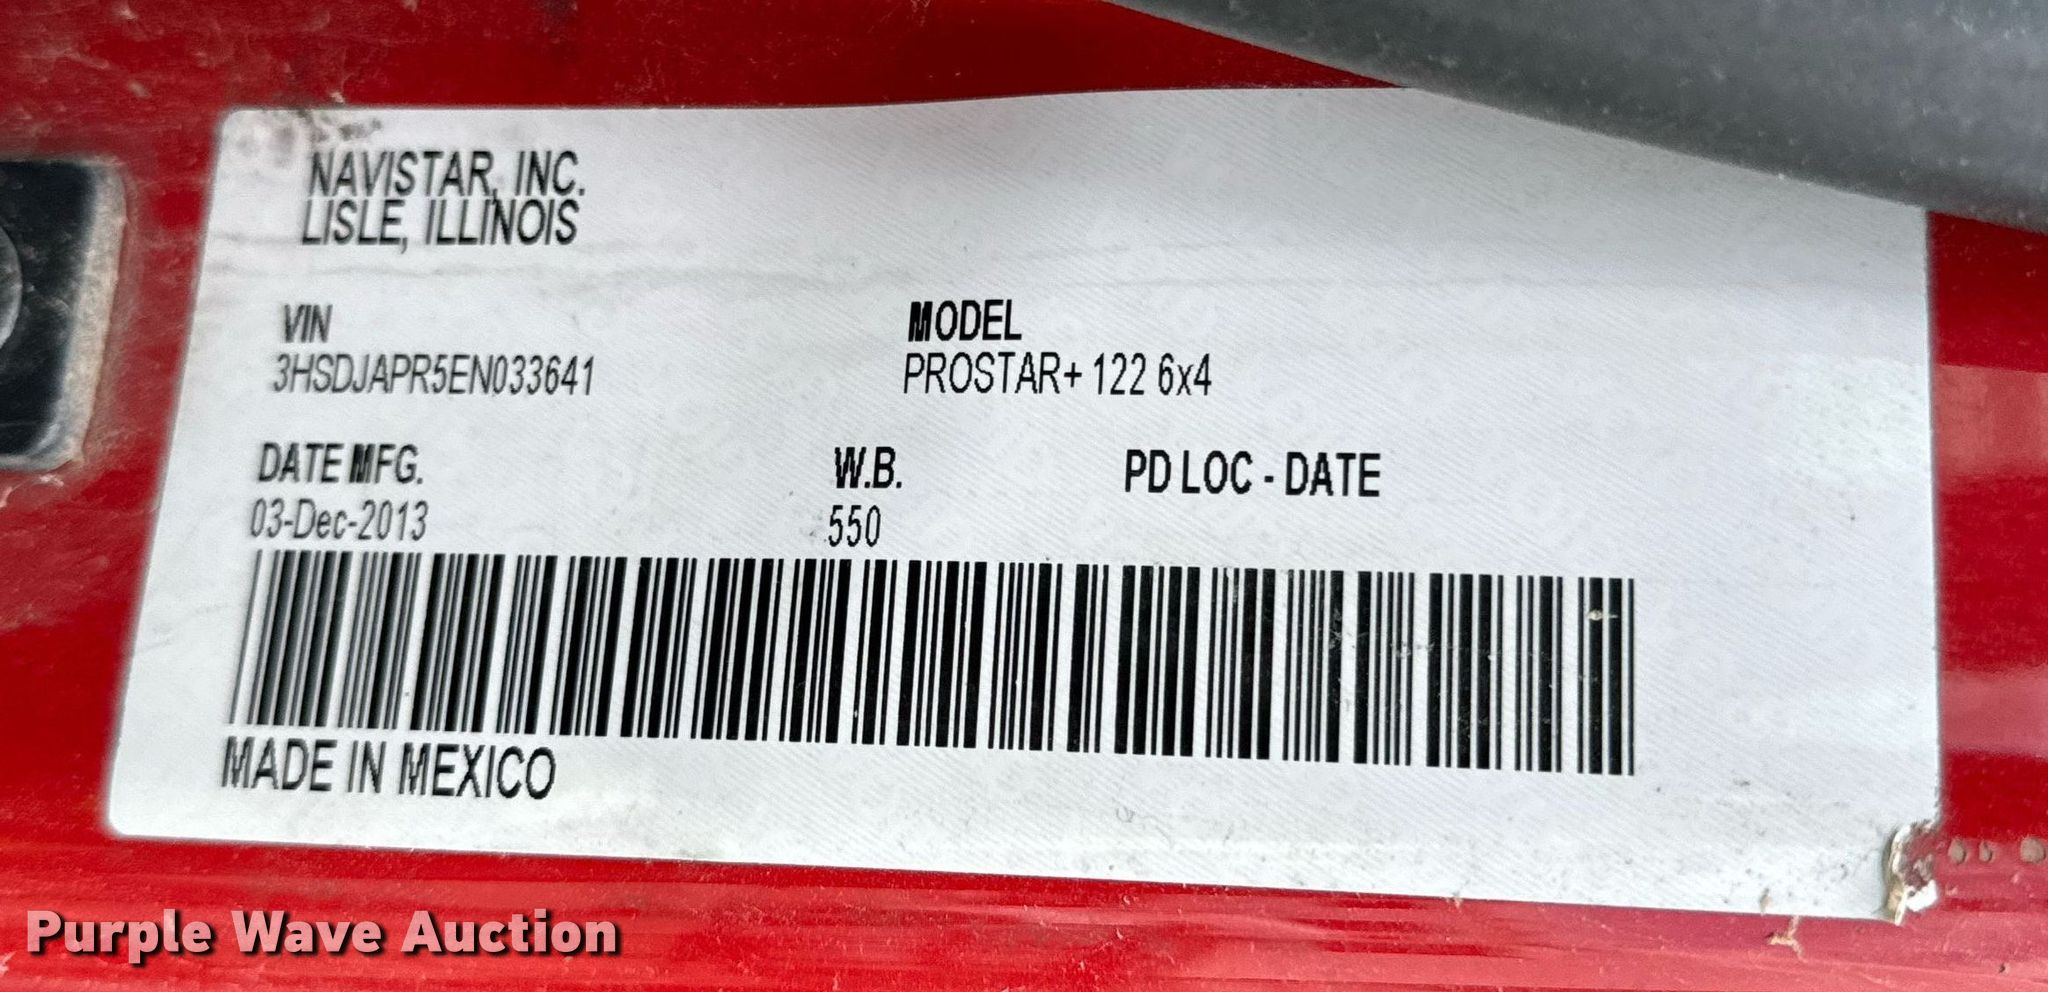 NAVISTAR, INC.
LISLE, ILLINOIS
VIN MODEL
3HSDJAPR5EN033641 PROSTAR+ 122 6x4
DATE MFG. W.B. PD LOC - DATE
03-Dec-2013 550
MADE IN MEXICO
Purple Wave Auction